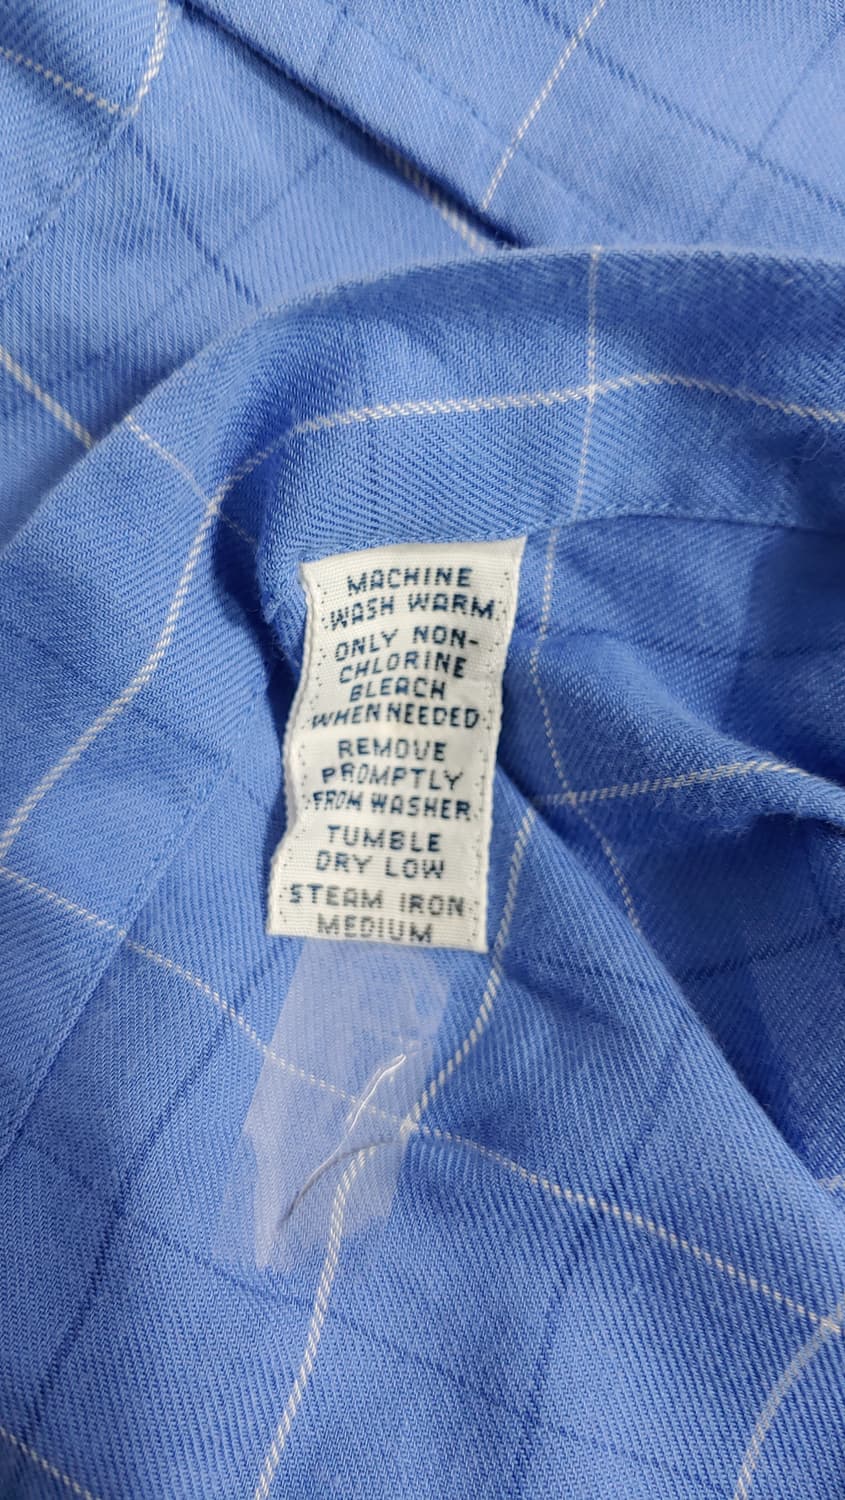 MACHINE
WASH WARM
ONLY NON-
CHLORINE
BLEACH
WHEN NEEDED
REMOVE
PROMPTLY
FROM WASHER
TUMBLE
DRY LOW
STEAM IRON
MEDIUM